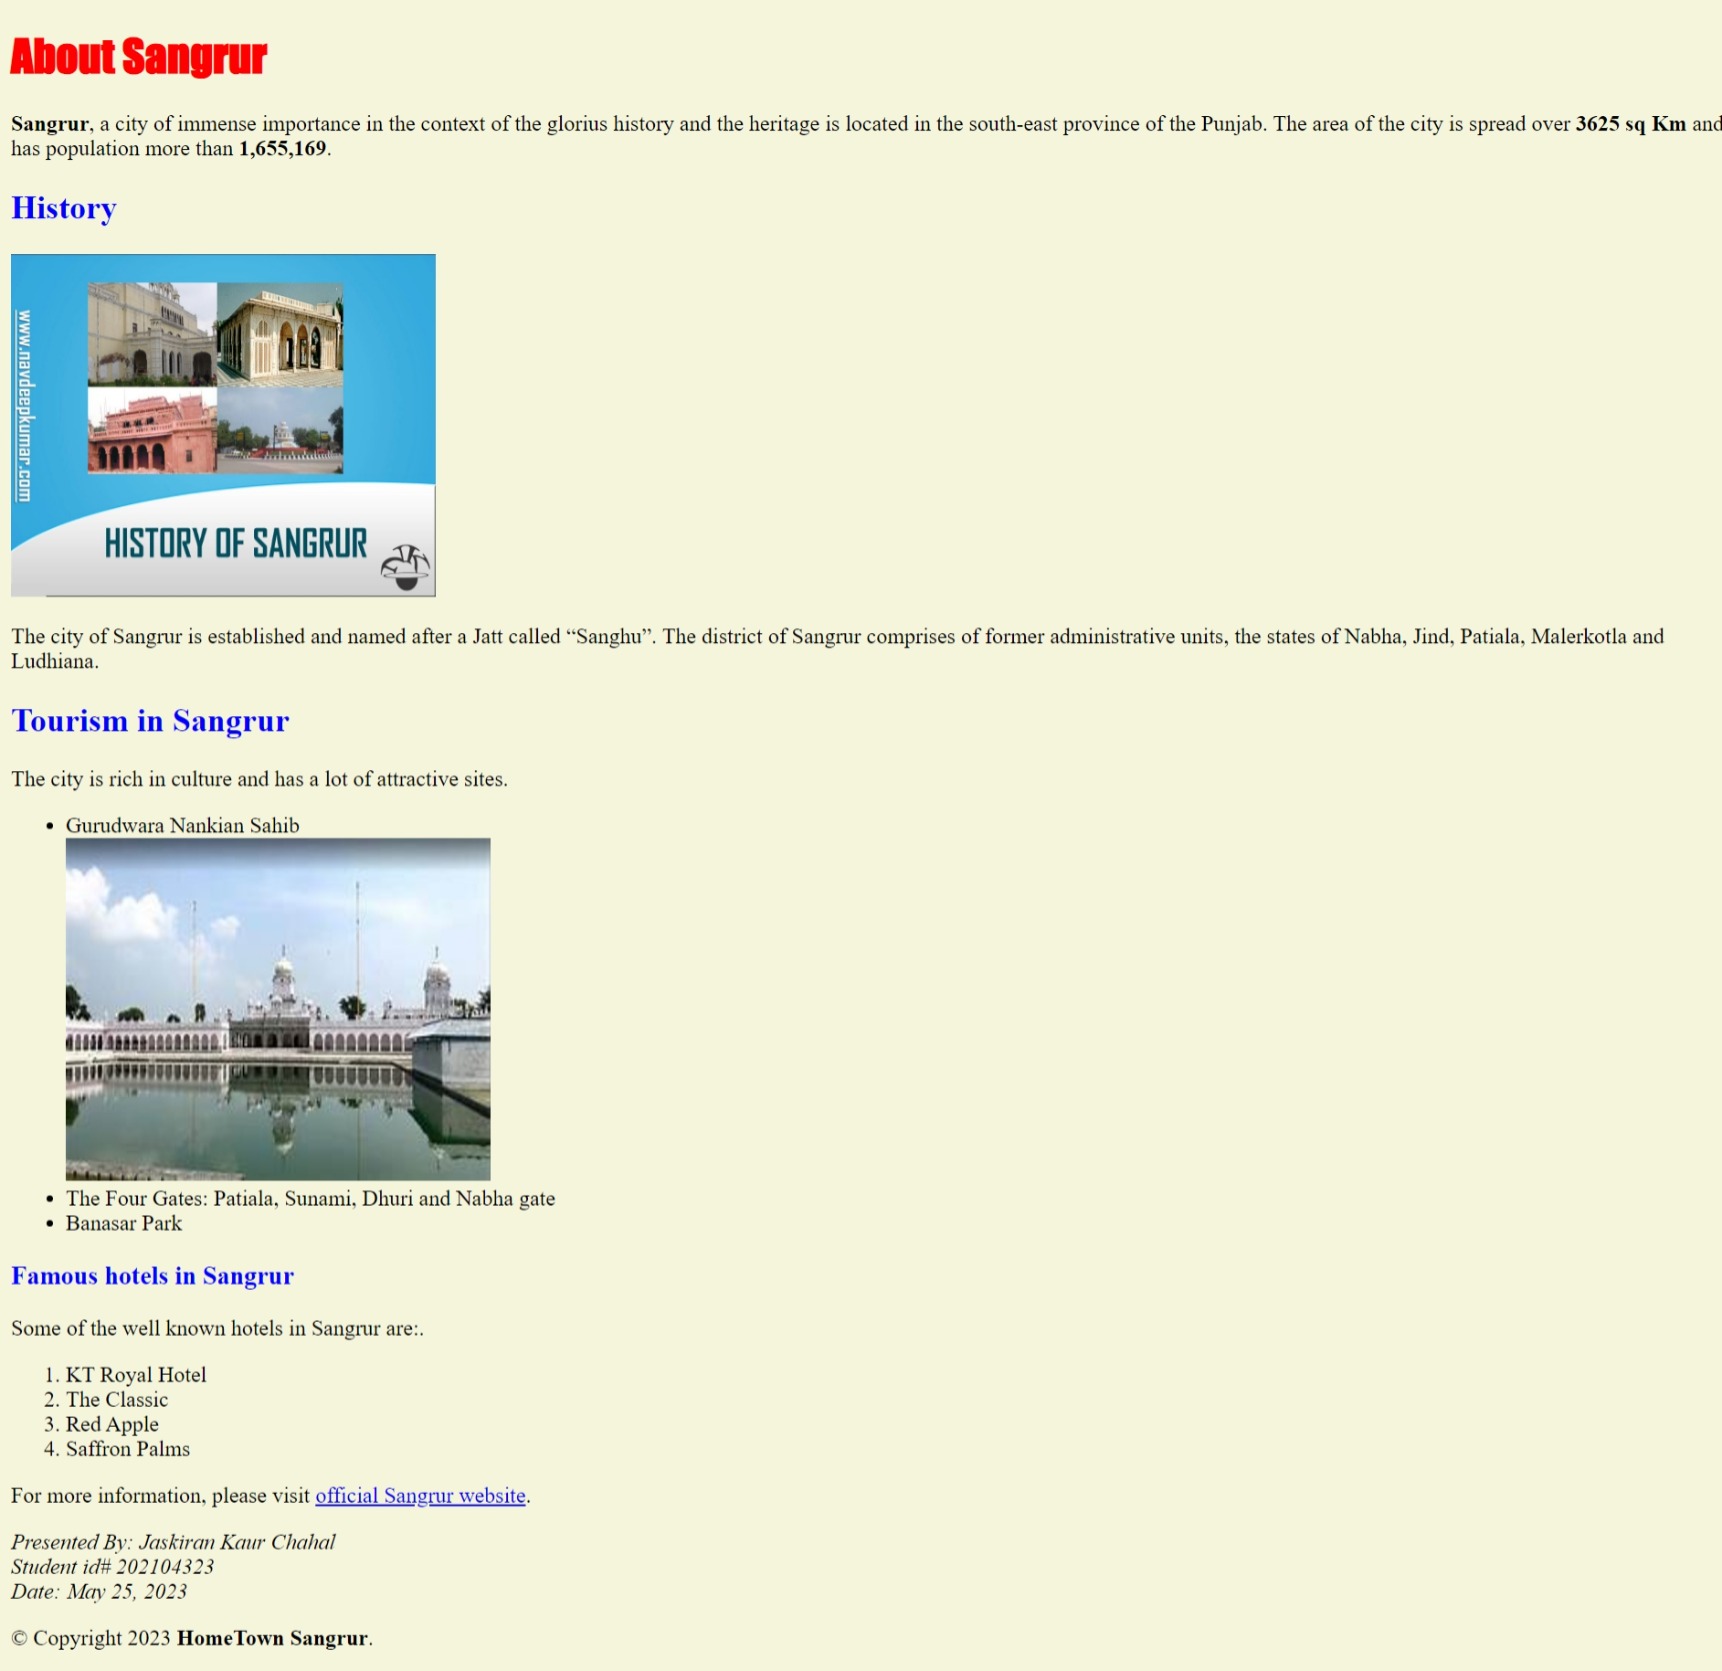 About Sangrur
Sangrur, a city of immense importance in the context of the glorius history and the heritage is located in the south-east province of the Punjab. The area of the city is spread over 3625 sq Km and
has population more than 1,655,169.
History
www.navdeepkumar.com
HISTORY OF SANGRUR
The city of Sangrur is established and named after a Jatt called “Sanghu”. The district of Sangrur comprises of former administrative units, the states of Nabha, Jind, Patiala, Malerkotla and
Ludhiana.
Tourism in Sangrur
The city is rich in culture and has a lot of attractive sites.
• Gurudwara Nankian Sahib
• The Four Gates: Patiala, Sunami, Dhuri and Nabha gate
• Banasar Park
Famous hotels in Sangrur
Some of the well known hotels in Sangrur are:.
1. KT Royal Hotel
2. The Classic
3. Red Apple
4. Saffron Palms
For more information, please visit official Sangrur website.
Presented By: Jaskiran Kaur Chahal
Student id# 202104323
Date: May 25, 2023
© Copyright 2023 HomeTown Sangrur.